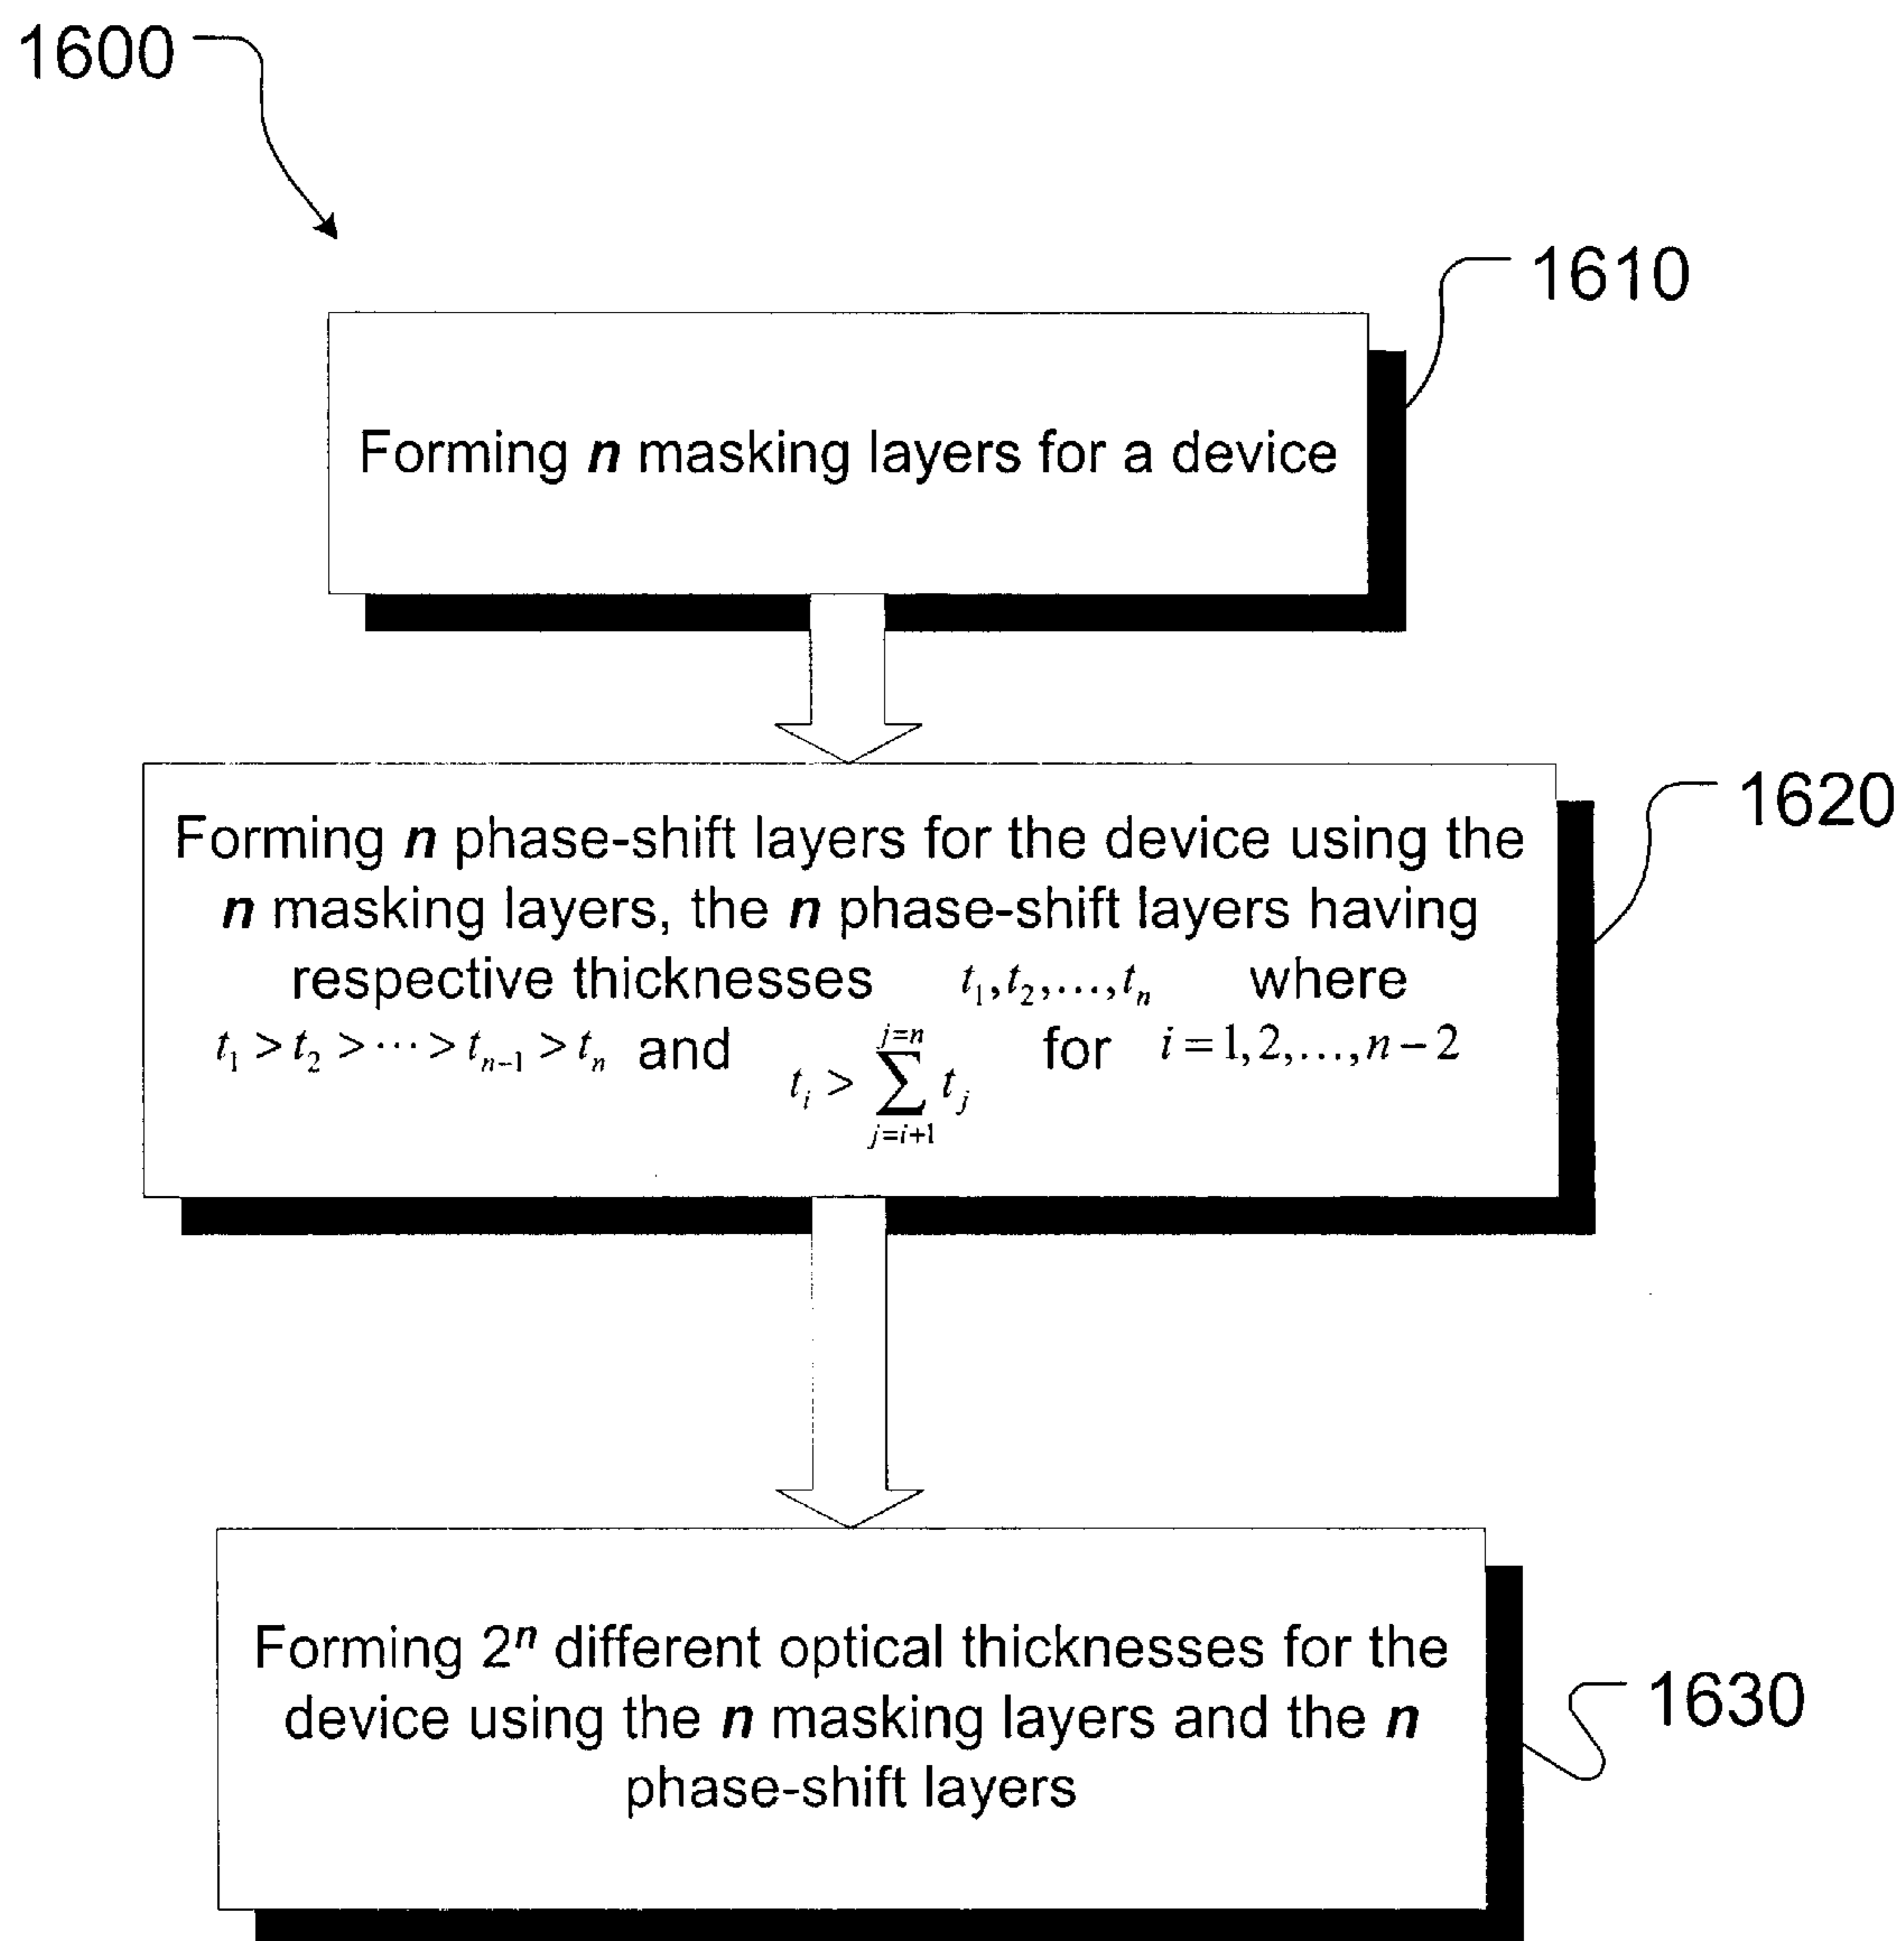 1600
1610
Forming n masking layers for a device
1620
Forming n phase-shift layers for the device using the
n masking layers, the n phase-shift layers having
respective thicknesses t₁,t₂,…,tₙ where
t₁ > t₂ > ⋯ > tₙ₋₁ > tₙ and tᵢ > ∑_{j=i+1}^{j=n} tⱼ for i = 1,2,…,n−2
Forming 2ⁿ different optical thicknesses for the
device using the n masking layers and the n
phase-shift layers
1630